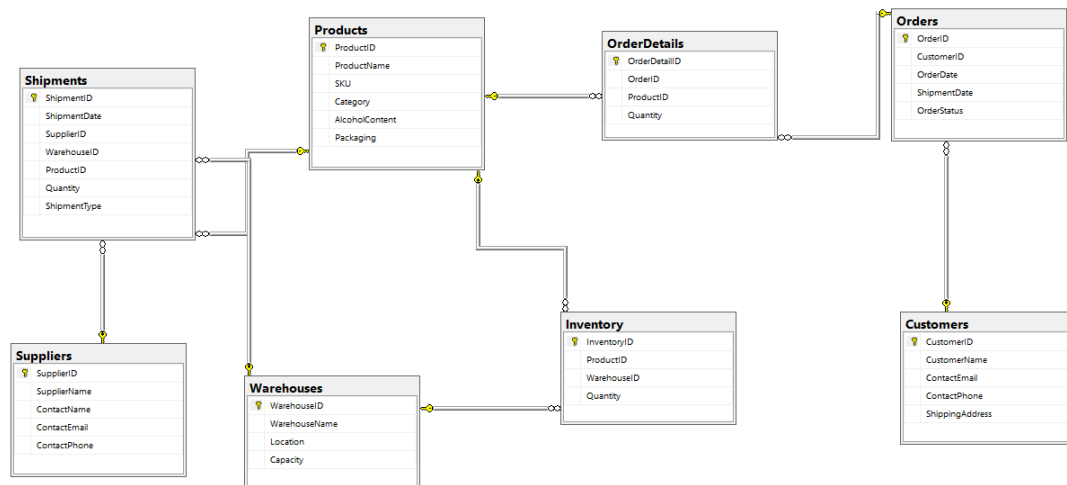 Products
ProductID
ProductName
SKU
Category
AlcoholContent
Packaging
OrderDetails
OrderDetailID
OrderID
ProductID
Quantity
Orders
OrderID
CustomerID
OrderDate
ShipmentDate
OrderStatus
Shipments
ShipmentID
ShipmentDate
SupplierID
WarehouseID
ProductID
Quantity
ShipmentType
Suppliers
SupplierID
SupplierName
ContactName
ContactEmail
ContactPhone
Warehouses
WarehouseID
WarehouseName
Location
Capacity
Inventory
InventoryID
ProductID
WarehouseID
Quantity
Customers
CustomerID
CustomerName
ContactEmail
ContactPhone
ShippingAddress